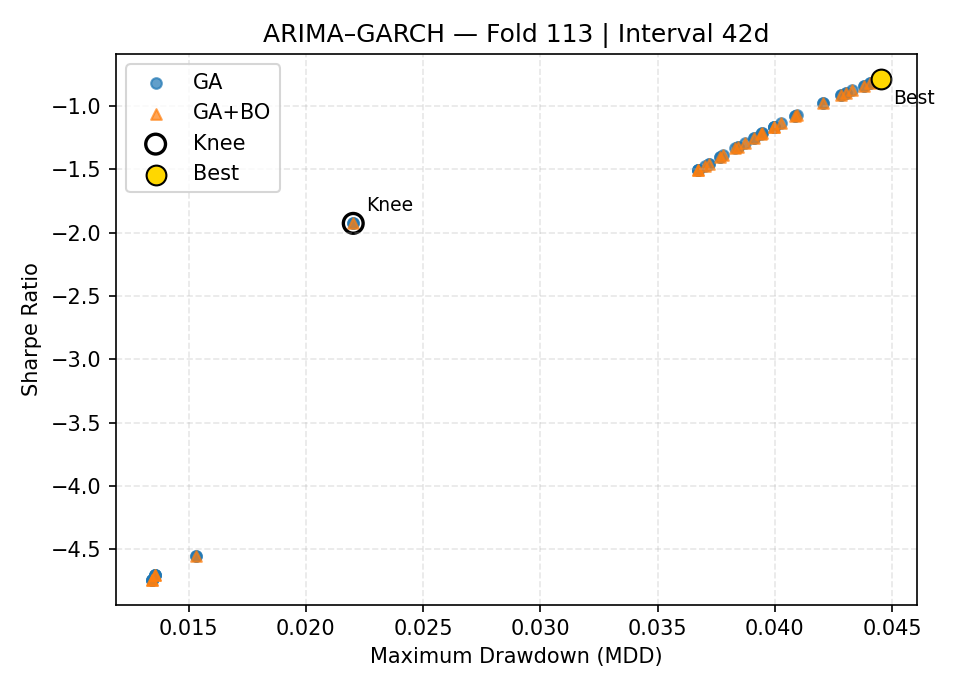 ARIMA–GARCH — Fold 113 | Interval 42d
GA
GA+BO
Knee
Best
Best
Knee
−1.0
−1.5
−2.0
−2.5
−3.0
−3.5
−4.0
−4.5
Sharpe Ratio
0.015 0.020 0.025 0.030 0.035 0.040 0.045
Maximum Drawdown (MDD)